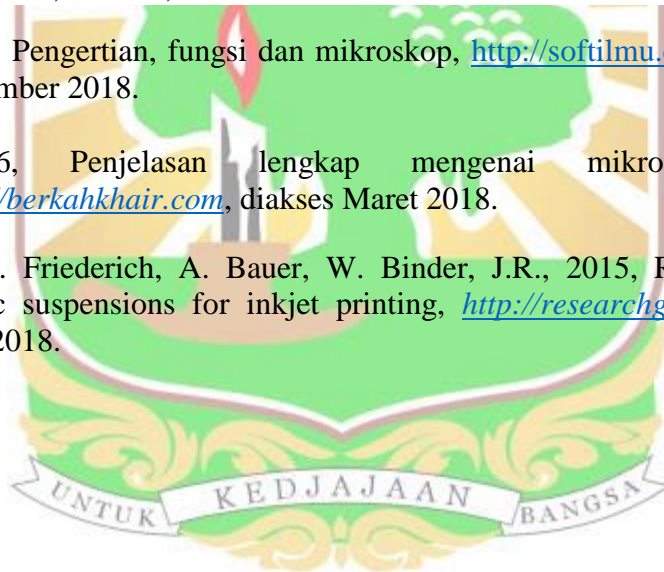 Pengertian, fungsi dan mikroskop, http://softilmu.
mber 2018.
6, Penjelasan lengkap mengenai mikro
//berkahkhair.com, diakses Maret 2018.
. Friederich, A. Bauer, W. Binder, J.R., 2015, R
c suspensions for inkjet printing, http://researchg
2018.
UNTUK KEDJAJAAN BANGSA